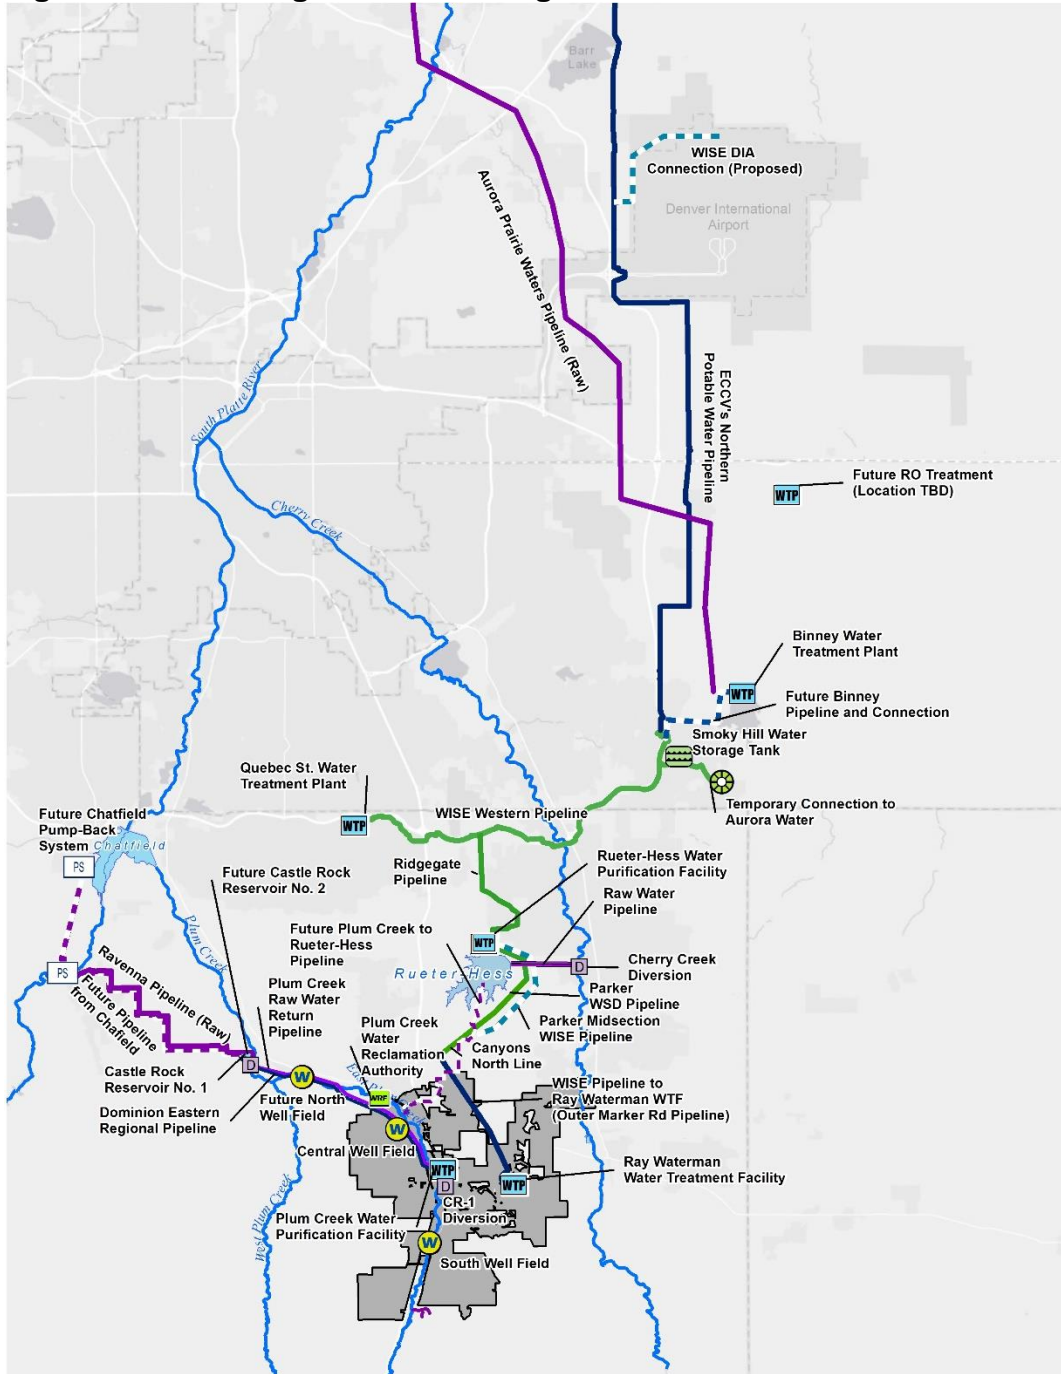 Barr
Lake
WISE DIA
Connection (Proposed)
Denver International
Airport
Aurora Prairie Waters Pipeline (Raw)
ECCV's Northern
Potable Water Pipeline
South Platte River
Cherry Creek
WTP
Future RO Treatment
(Location TBD)
Binney Water
Treatment Plant
WTP
Future Binney
Pipeline and Connection
Smoky Hill Water
Storage Tank
Quebec St. Water
Treatment Plant
WTP
Temporary Connection to
Aurora Water
WISE Western Pipeline
Future Chatfield
Pump-Back
System
Chatfield
PS
Ridgegate
Pipeline
Rueter-Hess Water
Purification Facility
Future Castle Rock
Reservoir No. 2
Raw Water
Pipeline
Plum Creek
Future Plum Creek to
Rueter-Hess
Pipeline
WTP
Rueter-Hess
D
Cherry Creek
Diversion
PS
Ravenna Pipeline (Raw)
Future Pipeline
from Chafield
Plum Creek
Raw Water
Return
Pipeline
Parker
WSD Pipeline
Parker Midsection
WISE Pipeline
Plum Creek
Water
Reclamation
Authority
Canyons
North Line
D
Castle Rock
Reservoir No. 1
W
Future North
Well Field
WRF
WISE Pipeline to
Ray Waterman WTF
(Outer Marker Rd Pipeline)
Dominion Eastern
Regional Pipeline
W
Central Well Field
WTP
D
WTP
Ray Waterman
Water Treatment Facility
CR-1
Diversion
Plum Creek Water
Purification Facility
West Plum Creek
W
South Well Field